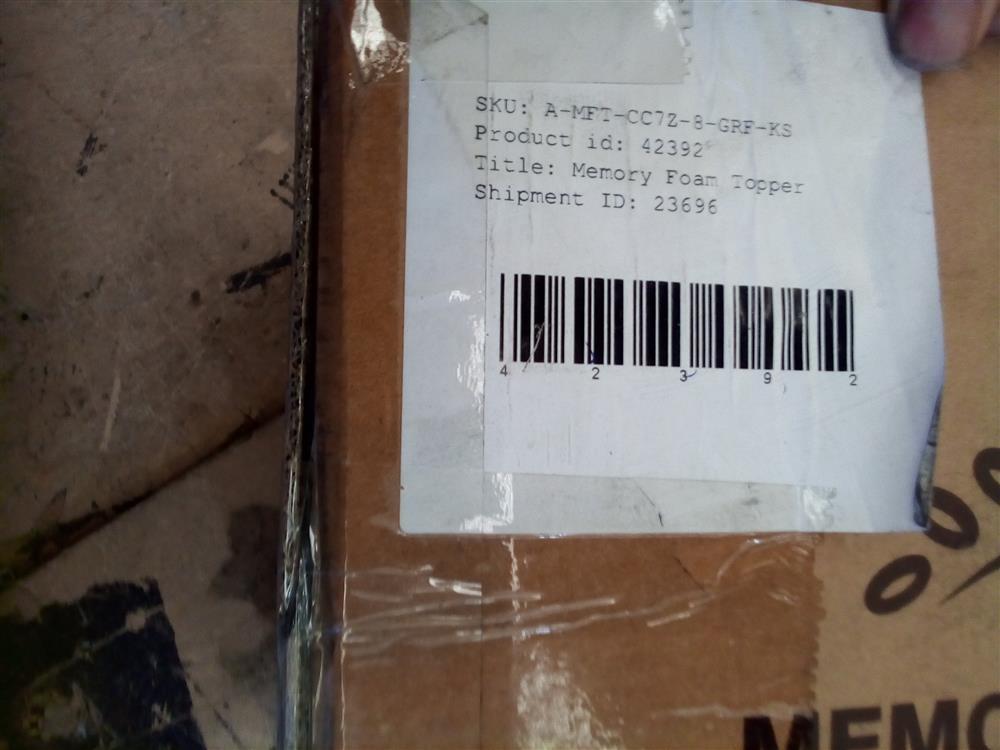 SKU: A-MFT-CC7Z-8-GRF-KS
Product id: 42392
Title: Memory Foam Topper
Shipment ID: 23696
4 2 3 9 2